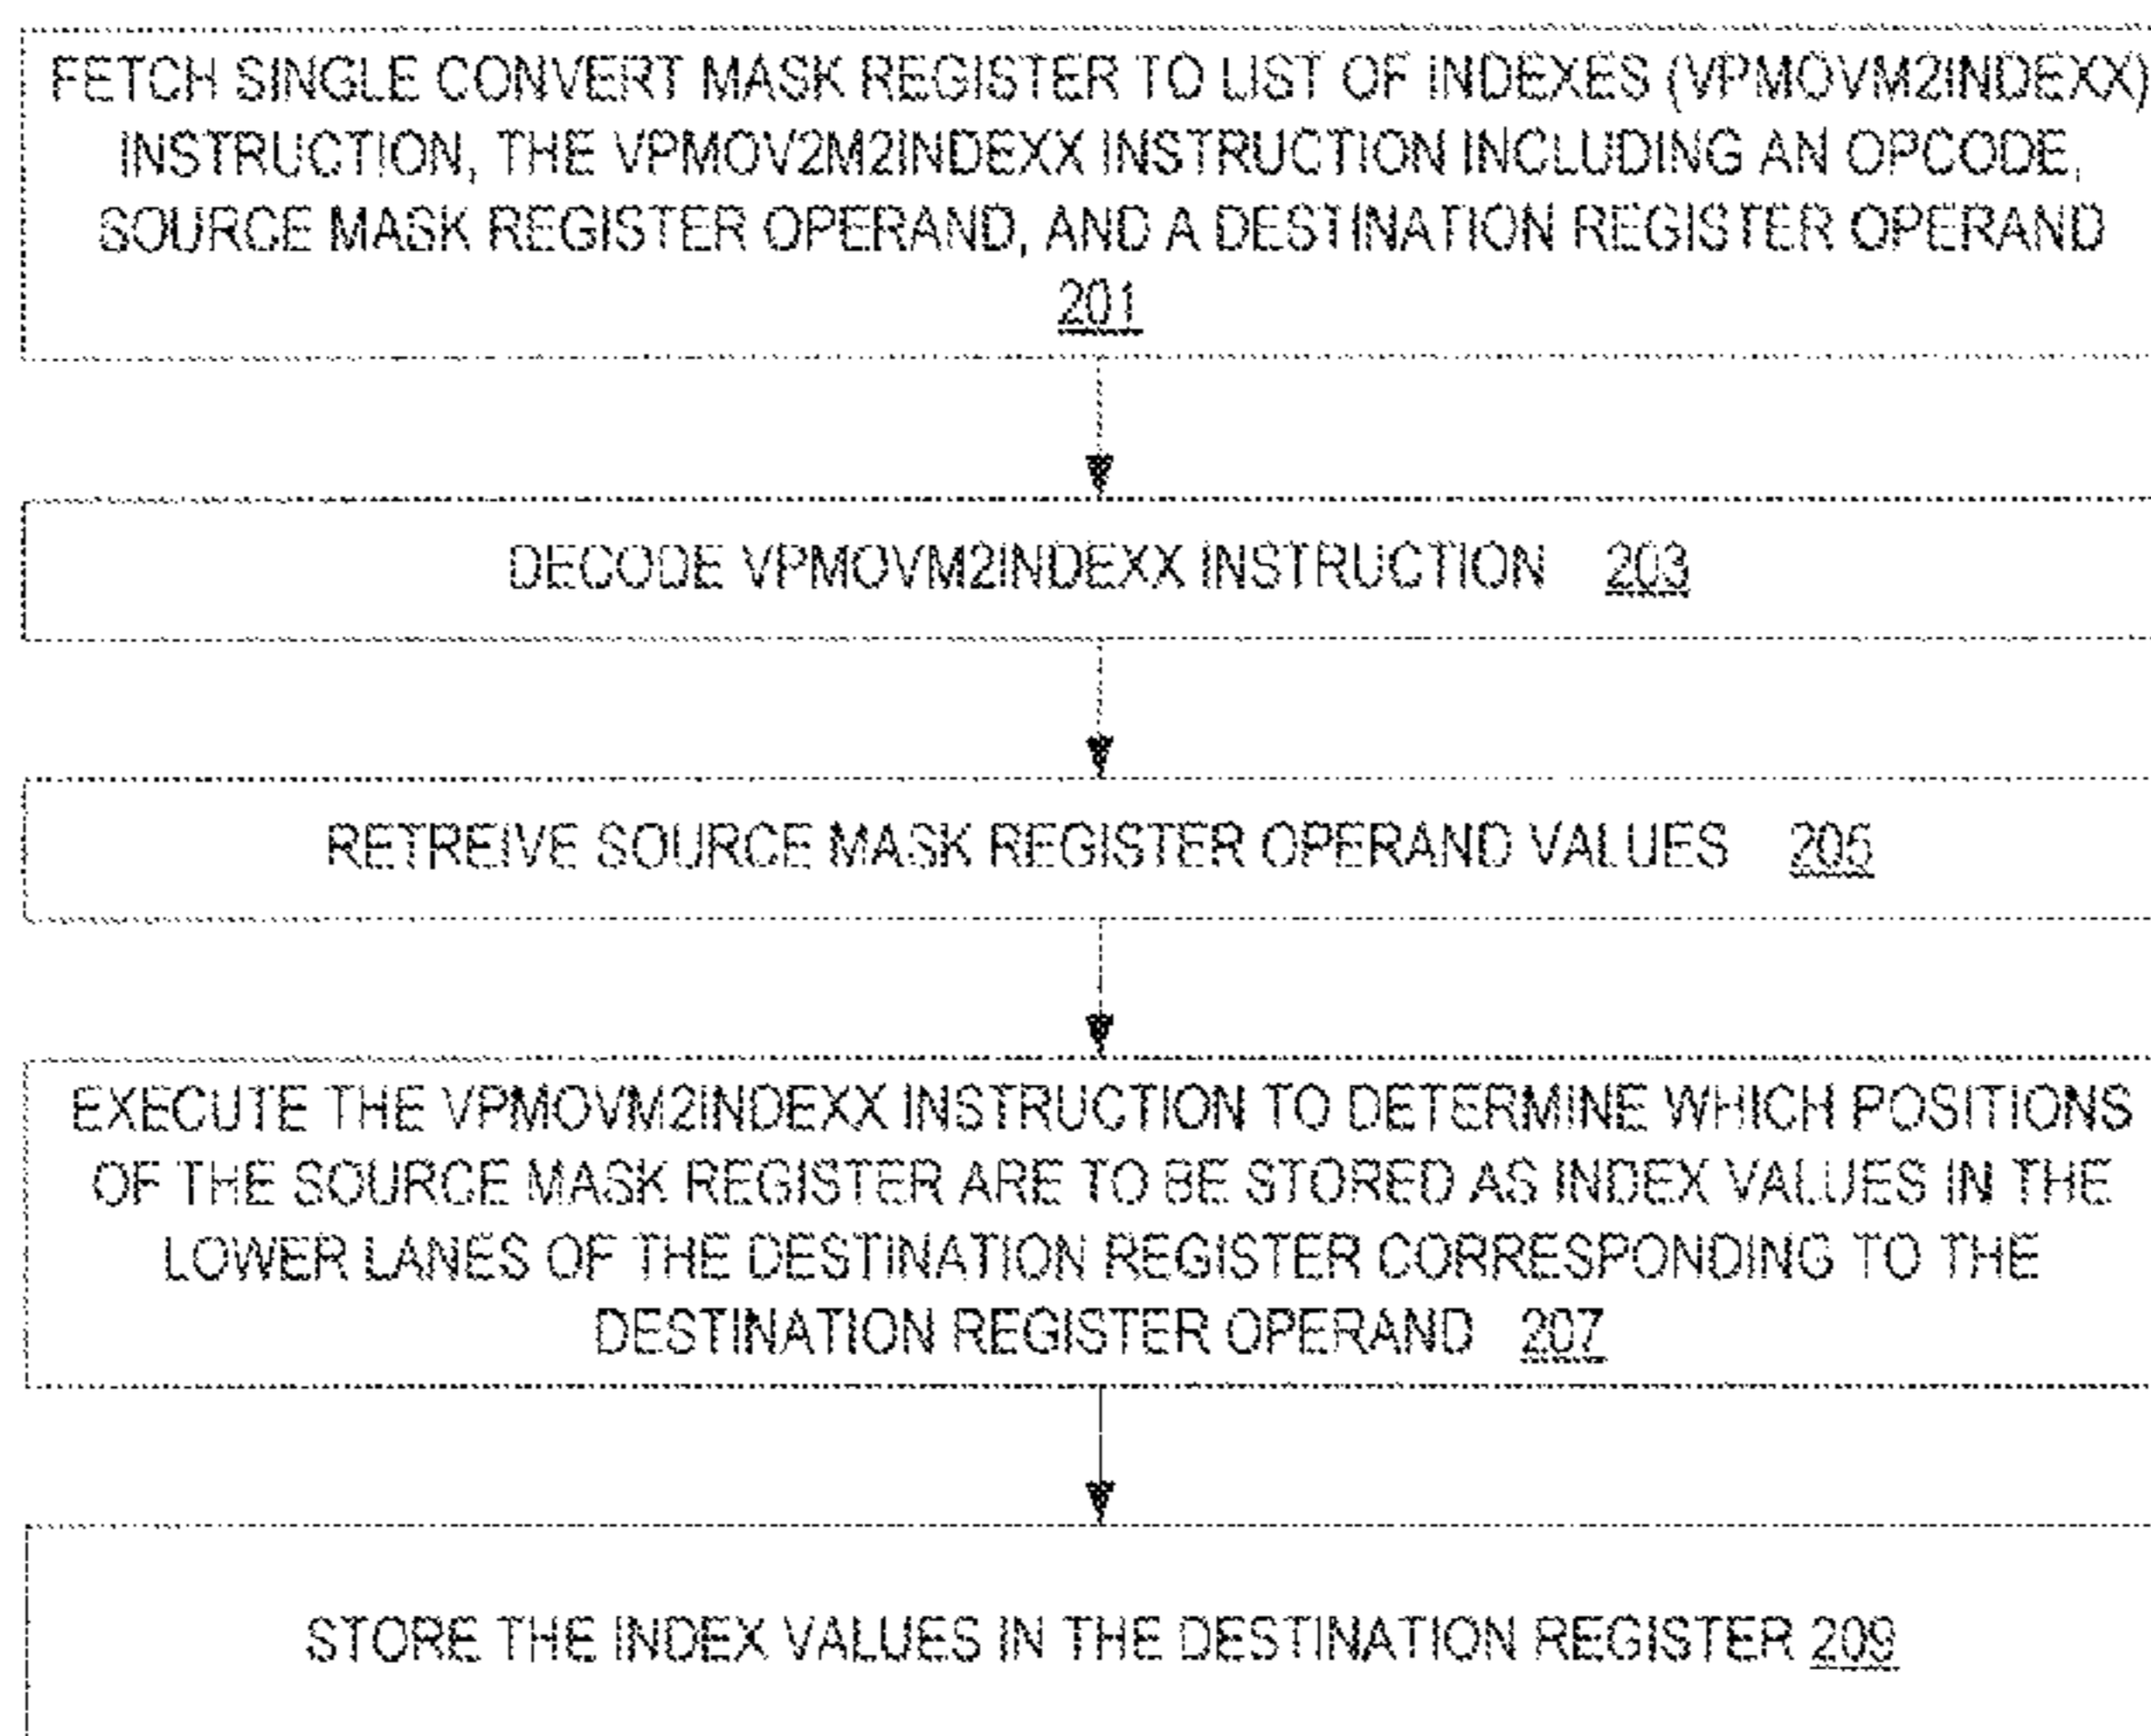 FETCH SINGLE CONVERT MASK REGISTER TO LIST OF INDEXES (VPMOVM2INDEXX)
INSTRUCTION, THE VPMOV2M2INDEXX INSTRUCTION INCLUDING AN OPCODE,
SOURCE MASK REGISTER OPERAND, AND A DESTINATION REGISTER OPERAND
201
DECODE VPMOVM2INDEXX INSTRUCTION 203
RETREIVE SOURCE MASK REGISTER OPERAND VALUES 205
EXECUTE THE VPMOVM2INDEXX INSTRUCTION TO DETERMINE WHICH POSITIONS
OF THE SOURCE MASK REGISTER ARE TO BE STORED AS INDEX VALUES IN THE
LOWER LANES OF THE DESTINATION REGISTER CORRESPONDING TO THE
DESTINATION REGISTER OPERAND 207
STORE THE INDEX VALUES IN THE DESTINATION REGISTER 209